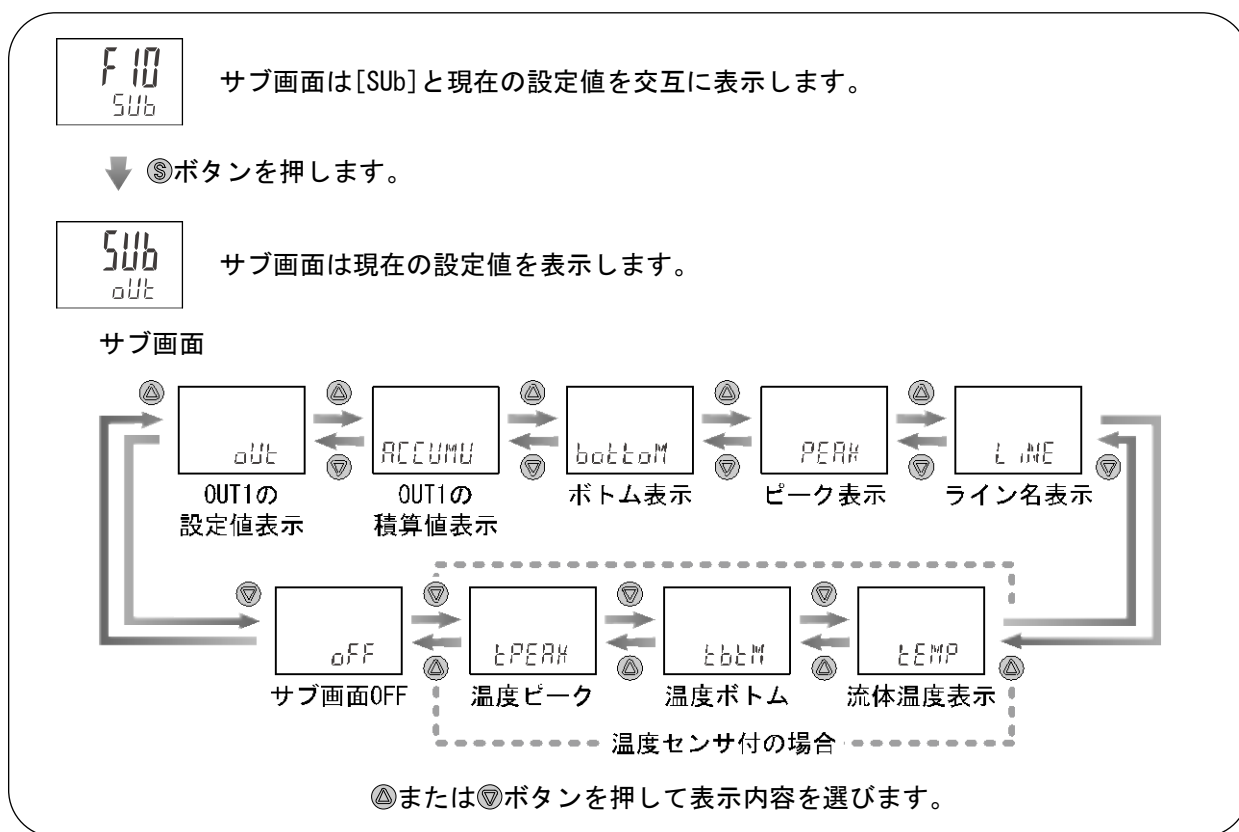 F10
SUb
サブ画面は[SUb]と現在の設定値を交互に表示します。
Ⓢボタンを押します。
SUb
oUt
サブ画面は現在の設定値を表示します。
サブ画面
oUt
OUT1の
設定値表示
ACCUMU
OUT1の
積算値表示
bottoM
ボトム表示
PEAK
ピーク表示
LiNE
ライン名表示
oFF
サブ画面OFF
tPEAK
温度ピーク
tbtM
温度ボトム
tEMP
流体温度表示
温度センサ付の場合
△または▽ボタンを押して表示内容を選びます。